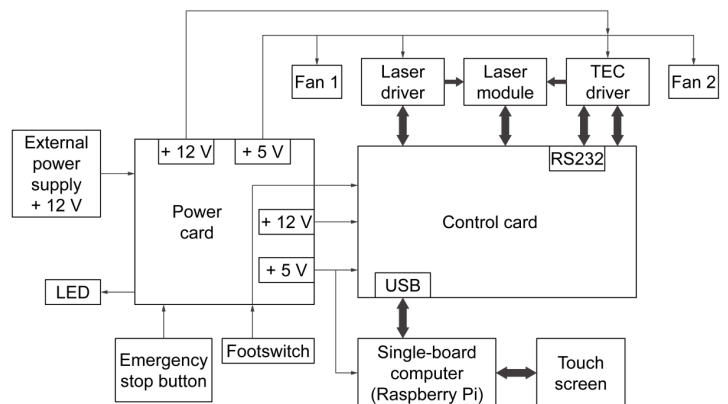 Fan 1
Laser
driver
Laser
module
TEC
driver
Fan 2
External
power
supply
+ 12 V
+ 12 V
+ 5 V
RS232
Power
card
+ 12 V
Control card
+ 5 V
USB
LED
Emergency
stop button
Footswitch
Single-board
computer
(Raspberry Pi)
Touch
screen